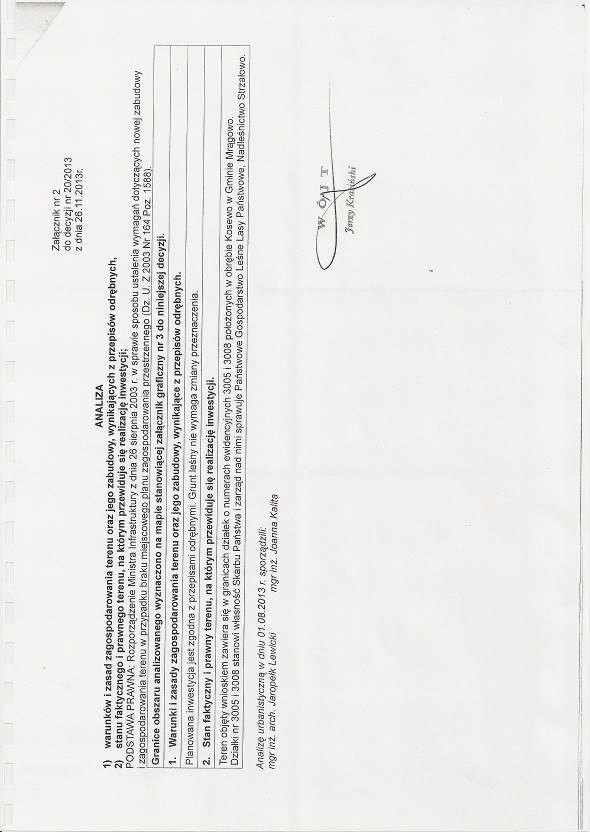 Załącznik nr 2
do decyzji nr 20/2013
z dnia 26.11.2013r.
ANALIZA
1) warunków i zasad zagospodarowania terenu oraz jego zabudowy, wynikających z przepisów odrębnych,
2) stanu faktycznego i prawnego terenu, na którym przewiduje się realizację inwestycji;
PODSTAWA PRAWNA: Rozporządzenie Ministra Infrastruktury z dnia 26 sierpnia 2003 r. w sprawie sposobu ustalenia wymagań dotyczących nowej zabudowy
i zagospodarowania terenu w przypadku braku miejscowego planu zagospodarowania przestrzennego (Dz. U. Z 2003 Nr 164 Poz. 1588).
Granice obszaru analizowanego wyznaczono na mapie stanowiącej załącznik graficzny nr 3 do niniejszej decyzji.
1. Warunki i zasady zagospodarowania terenu oraz jego zabudowy, wynikające z przepisów odrębnych.
Planowana inwestycja jest zgodna z przepisami odrębnymi. Grunt leśny nie wymaga zmiany przeznaczenia.
2. Stan faktyczny i prawny terenu, na którym przewiduje się realizację inwestycji.
Teren objęty wnioskiem zawiera się w granicach działek o numerach ewidencyjnych 3005 i 3008 położonych w obrębie Kosewo w Gminie Mrągowo.
Działki nr 3005 i 3008 stanowi własność Skarbu Państwa i zarząd nad nimi sprawuje Państwowe Gospodarstwo Leśne Lasy Państwowe, Nadleśnictwo Strzałowo.
Analizę urbanistyczną w dniu 01.08.2013 r. sporządzili:
mgr inż. arch. Jaropełk Lewicki mgr inż. Joanna Kalita
WÓJT
Jerzy Krasiński